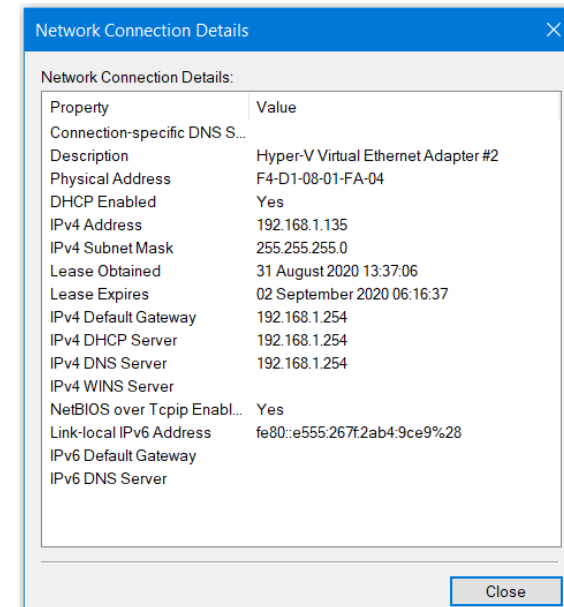 Network Connection Details
Network Connection Details:
Property Value
Connection-specific DNS S...
Description Hyper-V Virtual Ethernet Adapter #2
Physical Address F4-D1-08-01-FA-04
DHCP Enabled Yes
IPv4 Address 192.168.1.135
IPv4 Subnet Mask 255.255.255.0
Lease Obtained 31 August 2020 13:37:06
Lease Expires 02 September 2020 06:16:37
IPv4 Default Gateway 192.168.1.254
IPv4 DHCP Server 192.168.1.254
IPv4 DNS Server 192.168.1.254
IPv4 WINS Server
NetBIOS over Tcpip Enabl... Yes
Link-local IPv6 Address fe80::e555:267f:2ab4:9ce9%28
IPv6 Default Gateway
IPv6 DNS Server
Close